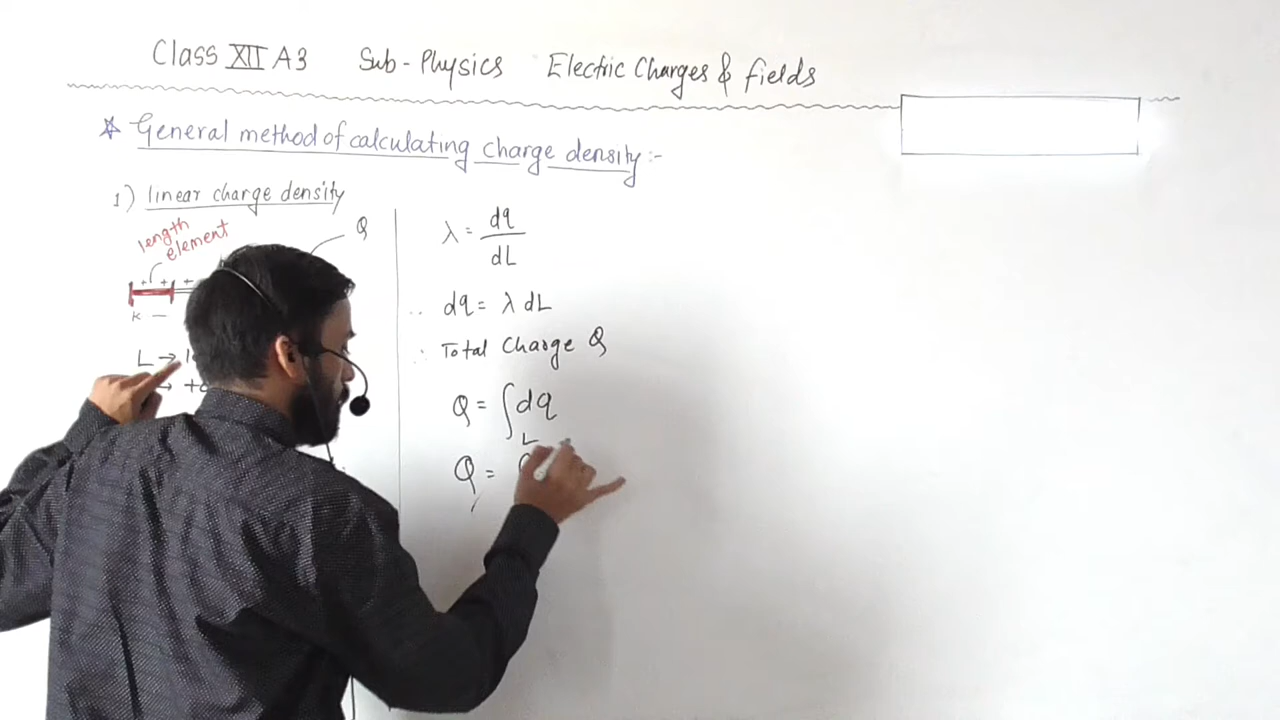 Class XII A3 Sub-Physics Electric Charges & fields
☆ General method of calculating charge density:-
1) linear charge density
length element
Q
+ + +
K —
L →
→ +
λ = dq / dL
∴ dq = λ dL
∴ Total Charge Q
Q = ∫ dq
L
Q =